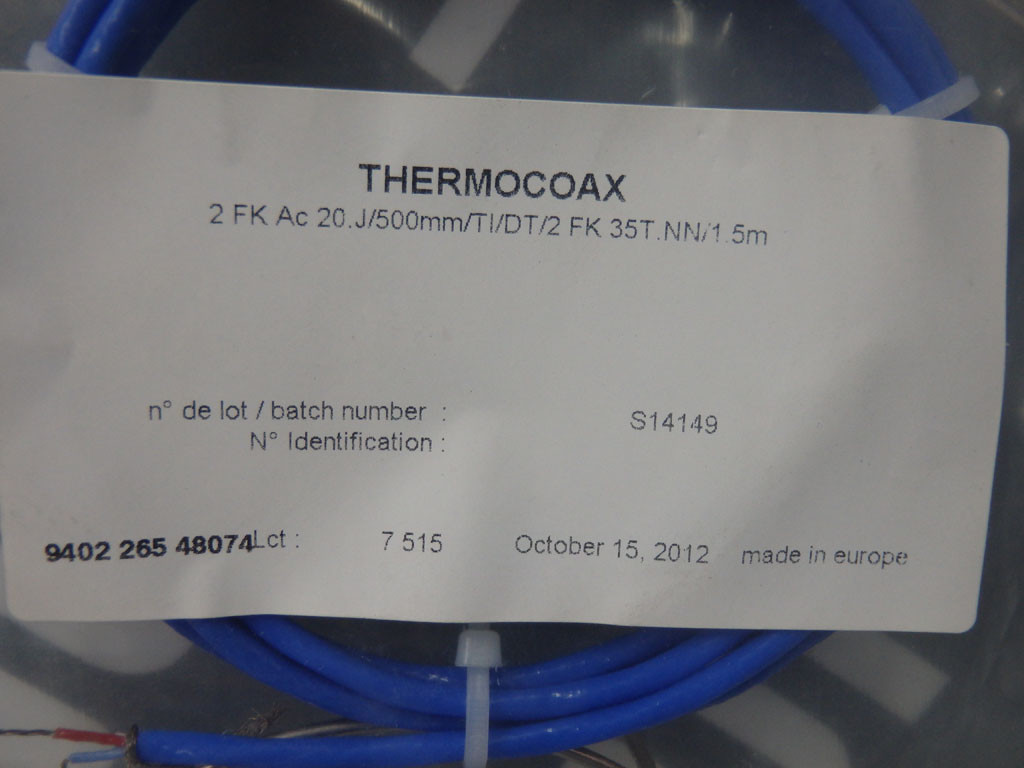 THERMOCOAX
2 FK Ac 20.J/500mm/TI/DT/2 FK 35T.NN/1.5m
n° de lot / batch number : S14149
N° Identification :
9402 265 48074 Lct : 7 515 October 15, 2012 made in europe